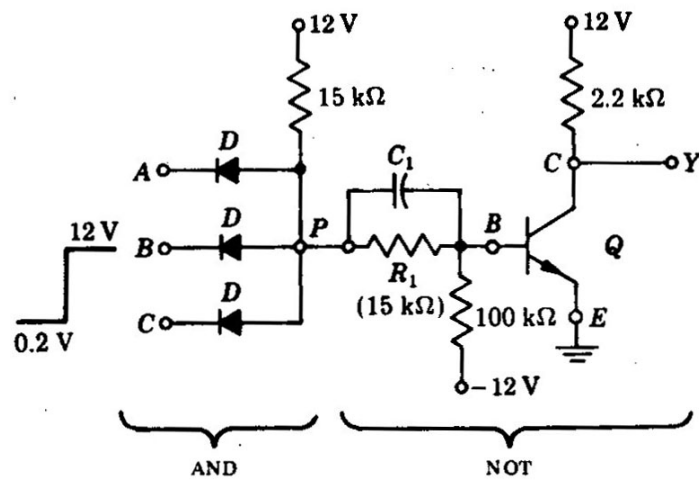 12 V
12 V
15 kΩ
2.2 kΩ
D
A
C₁
C
Y
12 V
D
B
P
B
Q
R₁
(15 kΩ)
D
C
100 kΩ
E
0.2 V
−12 V
AND
NOT